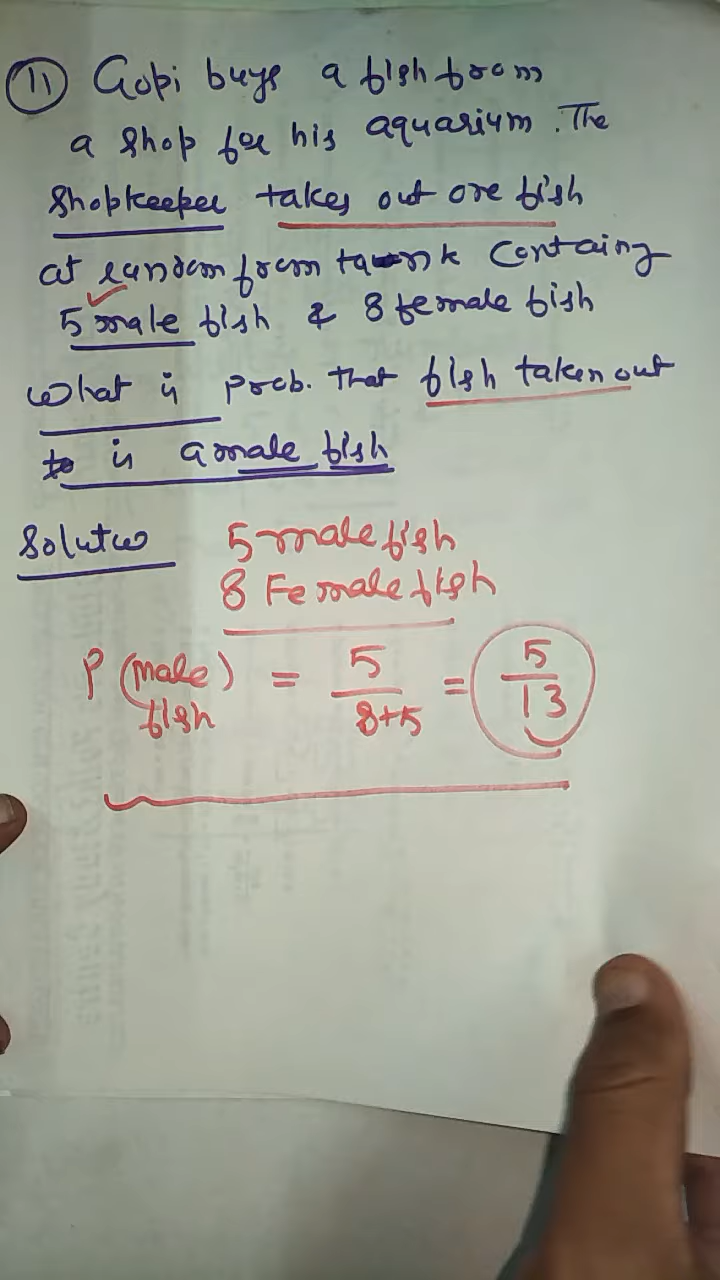 11 Gopi buys a fish from
a shop for his aquarium. The
Shopkeeper takes out one fish
at random from tank Containg
5 male fish & 8 female fish
What is prob. that fish taken out
is a male fish
Solution 5 male fish
8 Female fish
P (male fish) = 5/8+5 = 5/13